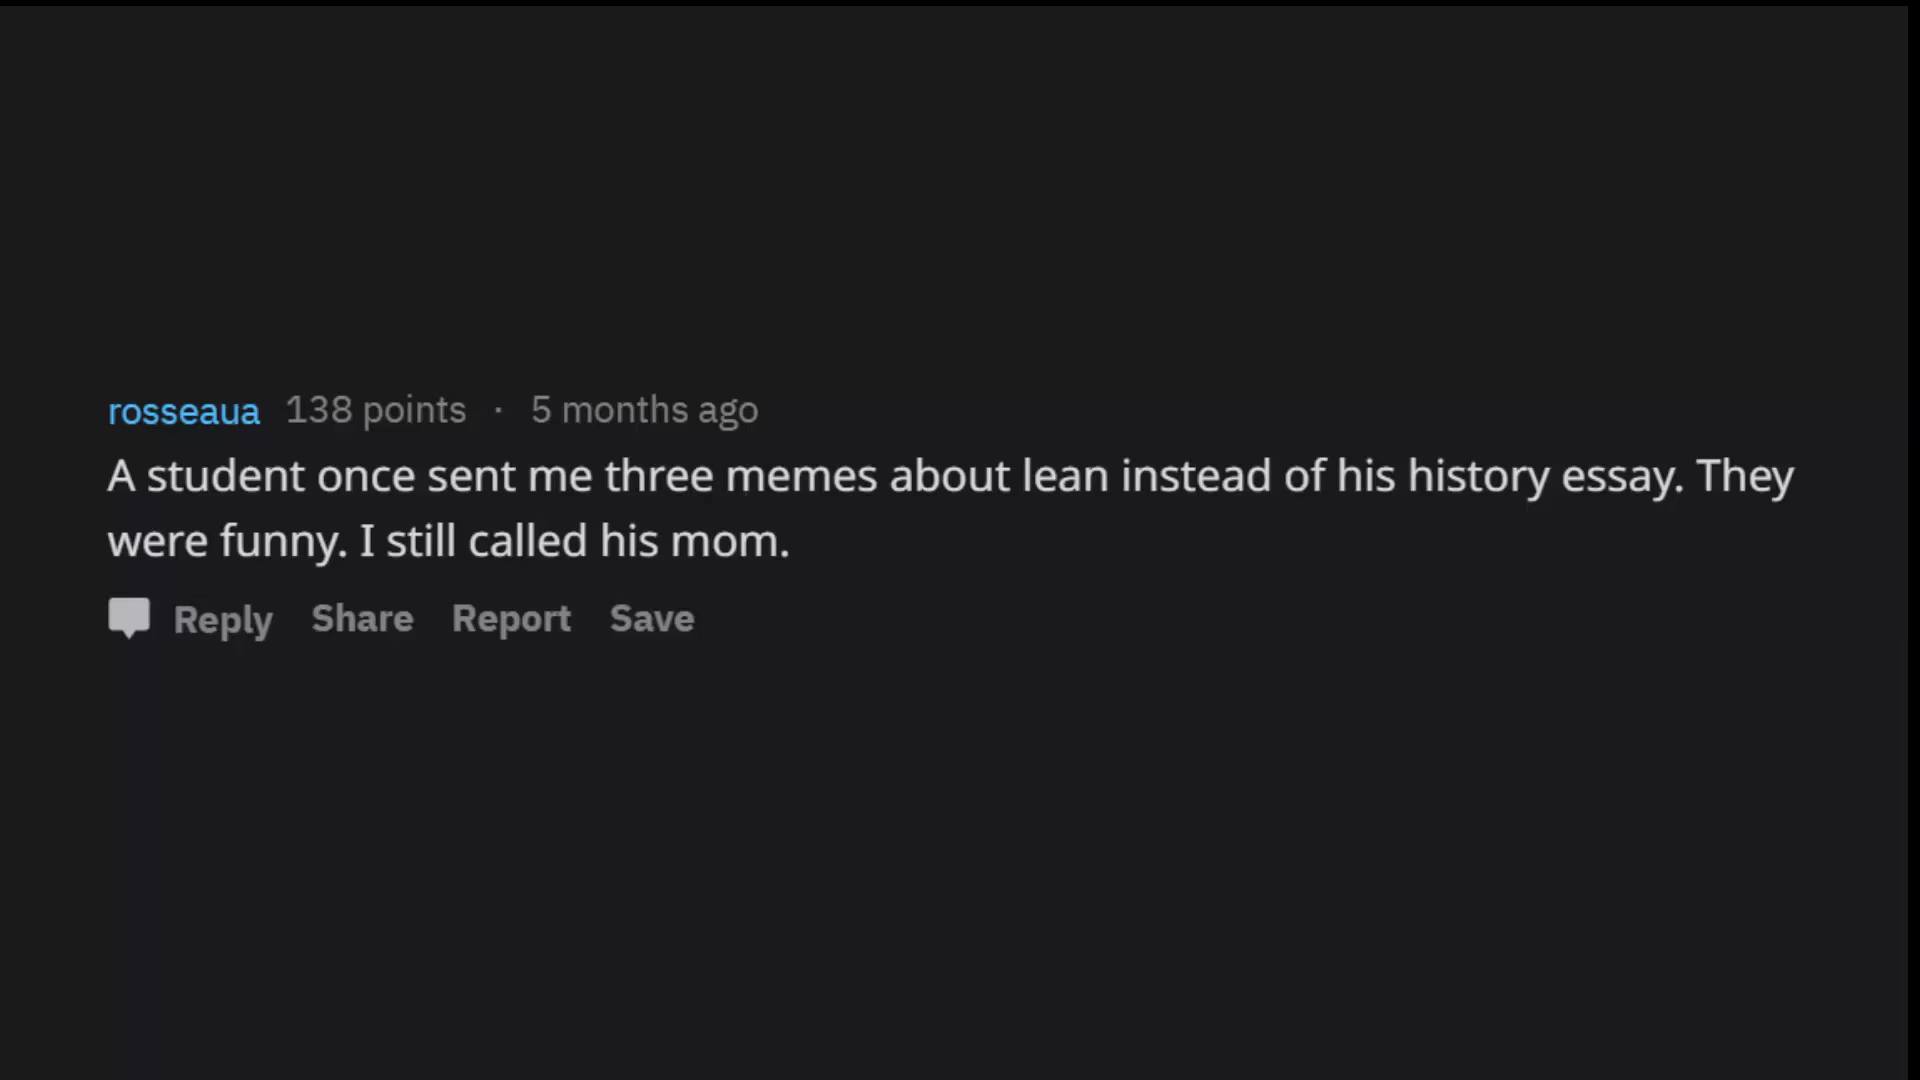 rosseaua 138 points · 5 months ago
A student once sent me three memes about lean instead of his history essay. They
were funny. I still called his mom.
Reply Share Report Save